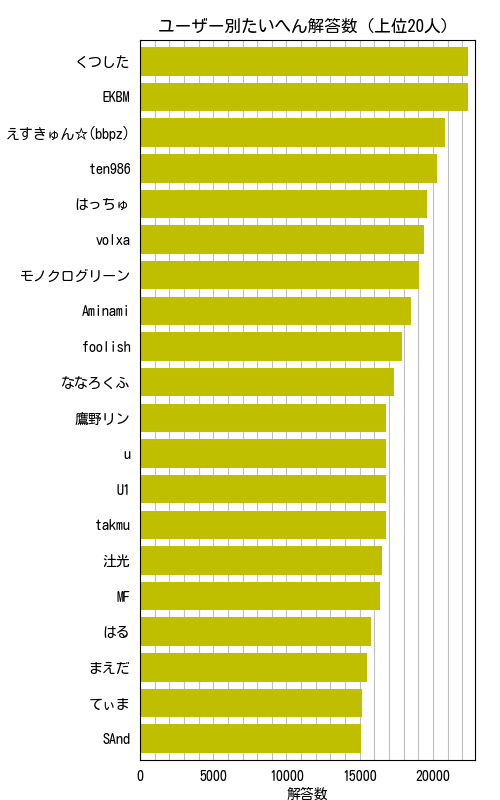 ユーザー別たいへん解答数（上位20人）
くつした
EKBM
えすきゅん☆(bbpz)
ten986
はっちゅ
volxa
モノクログリーン
Aminami
foolish
ななろくふ
鷹野リン
u
U1
takmu
汢光
MF
はる
まえだ
てぃま
SAnd
0 5000 10000 15000 20000
解答数